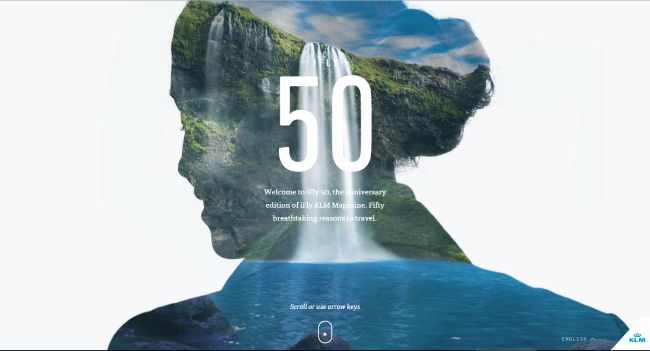 FLY
50
Welcome to iFly 50, the anniversary
edition of iFly KLM Magazine. Fifty
breathtaking reasons to travel.
Scroll or use arrow keys
ENGLISH
KLM